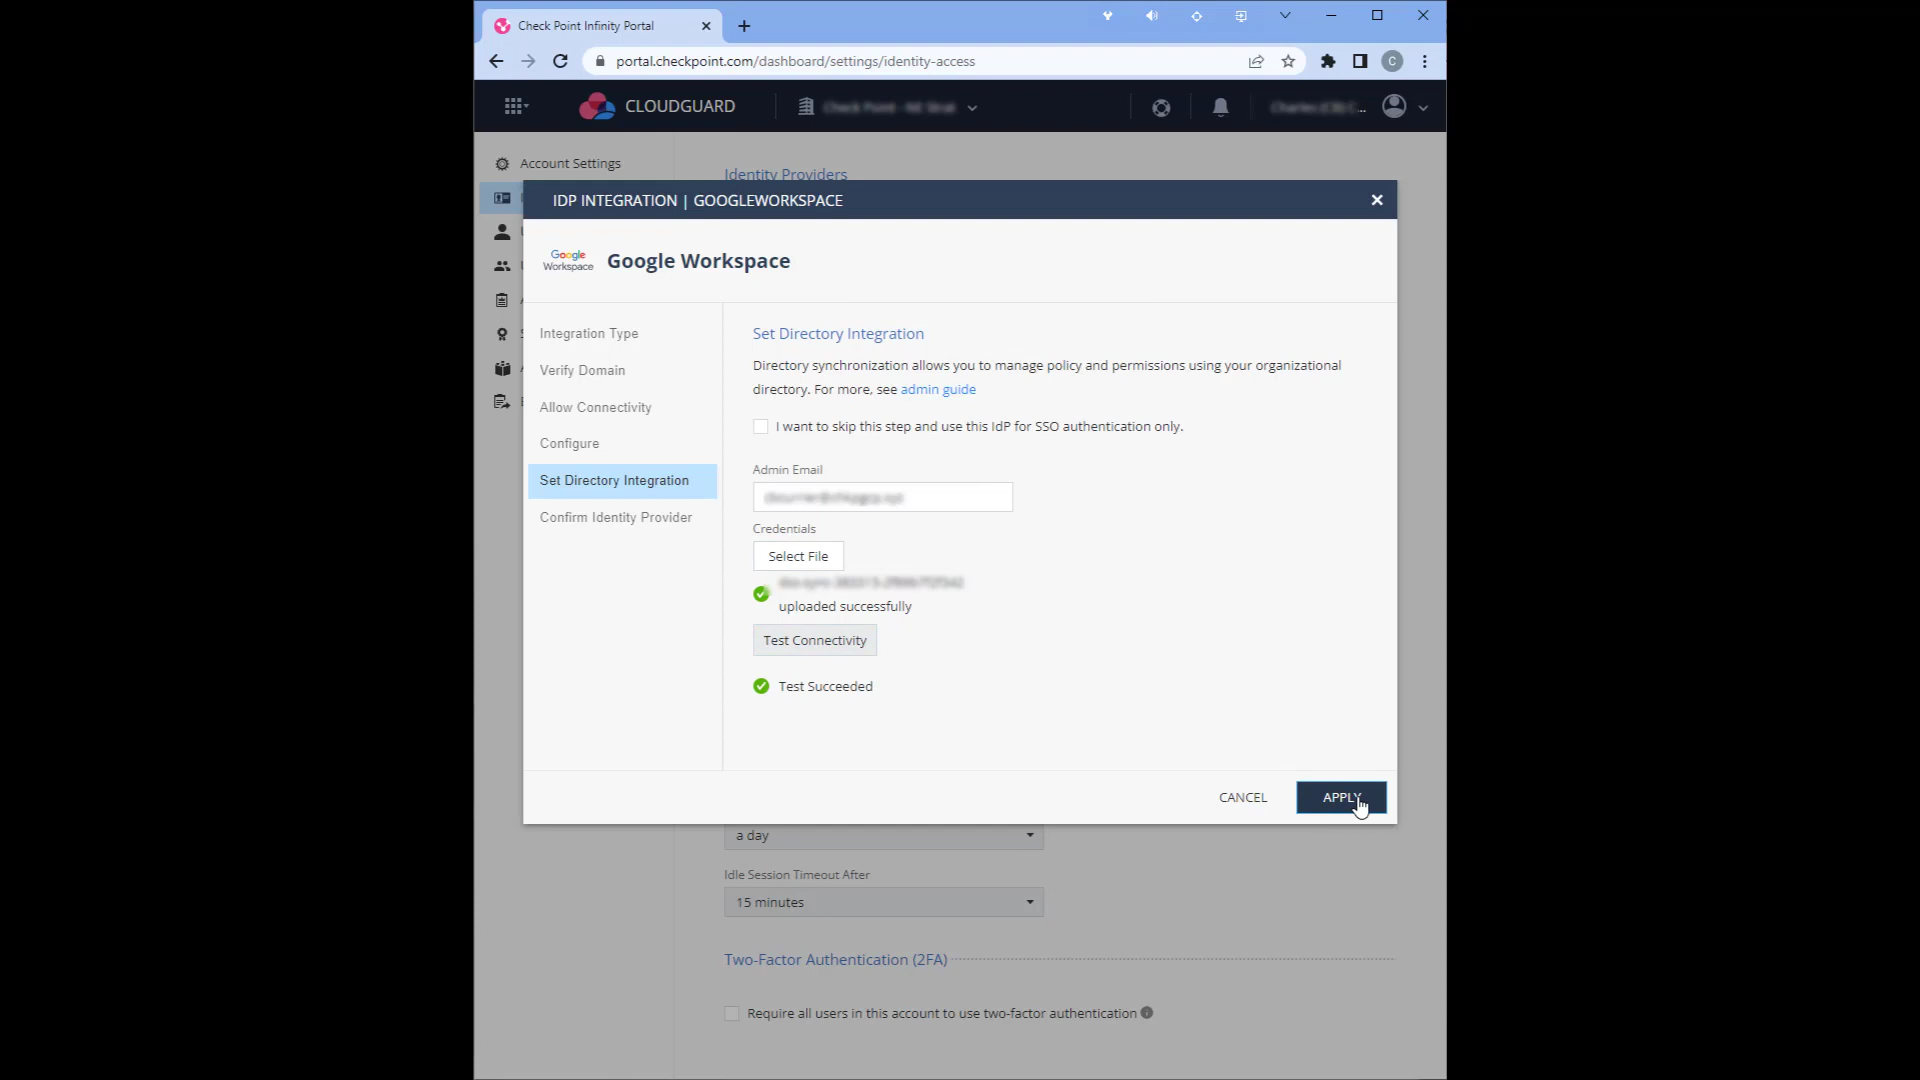 Check Point Infinity Portal
portal.checkpoint.com/dashboard/settings/identity-access
C
CLOUDGUARD
Account Settings
Identity Providers
IDP INTEGRATION | GOOGLEWORKSPACE
Google
Workspace
Google Workspace
Integration Type
Verify Domain
Allow Connectivity
Configure
Set Directory Integration
Confirm Identity Provider
Set Directory Integration
Directory synchronization allows you to manage policy and permissions using your organizational
directory. For more, see admin guide
I want to skip this step and use this IdP for SSO authentication only.
Admin Email
Credentials
Select File
uploaded successfully
Test Connectivity
Test Succeeded
CANCEL
APPLY
a day
Idle Session Timeout After
15 minutes
Two-Factor Authentication (2FA)
Require all users in this account to use two-factor authentication